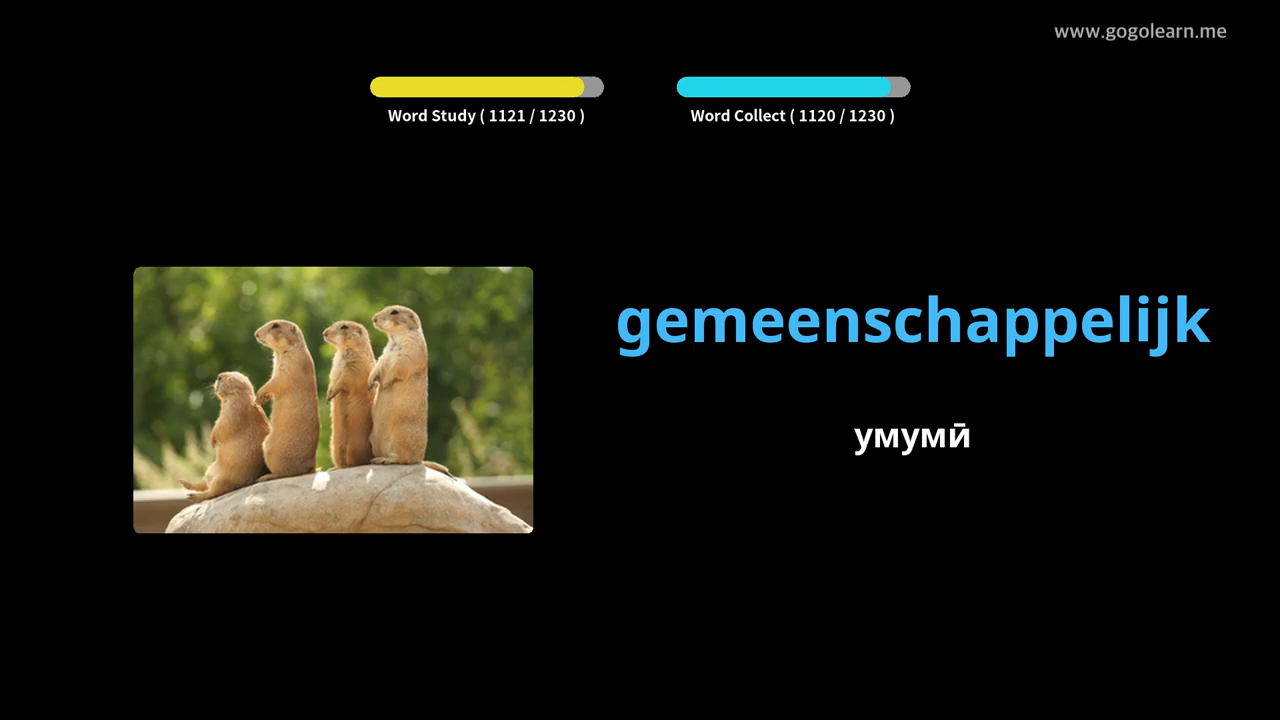 www.gogolearn.me
Word Study ( 1121 / 1230 )
Word Collect ( 1120 / 1230 )
gemeenschappelijk
умумӣ